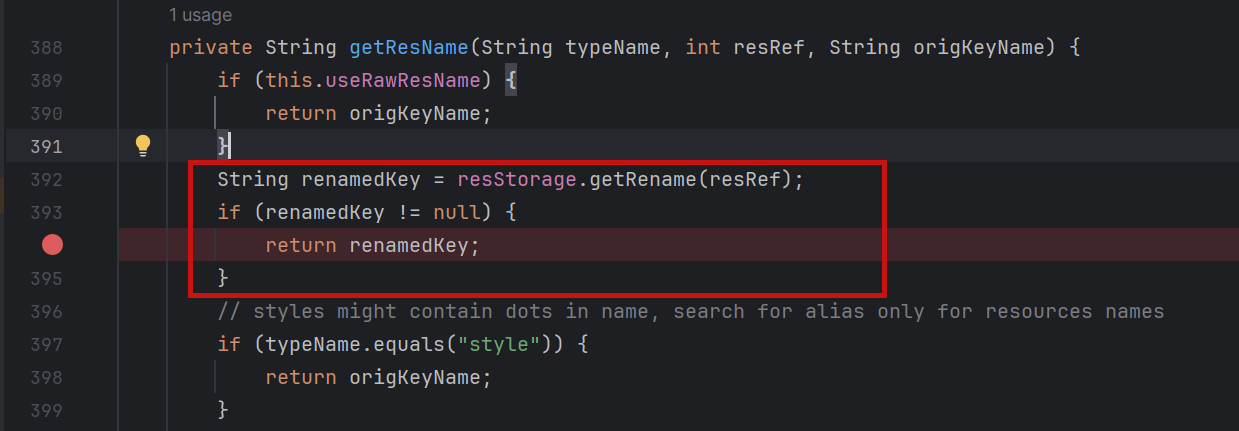 1 usage
388 private String getResName(String typeName, int resRef, String origKeyName) {
389 if (this.useRawResName) {
390 return origKeyName;
391 }
392 String renamedKey = resStorage.getRename(resRef);
393 if (renamedKey != null) {
return renamedKey;
395 }
396 // styles might contain dots in name, search for alias only for resources names
397 if (typeName.equals("style")) {
398 return origKeyName;
399 }